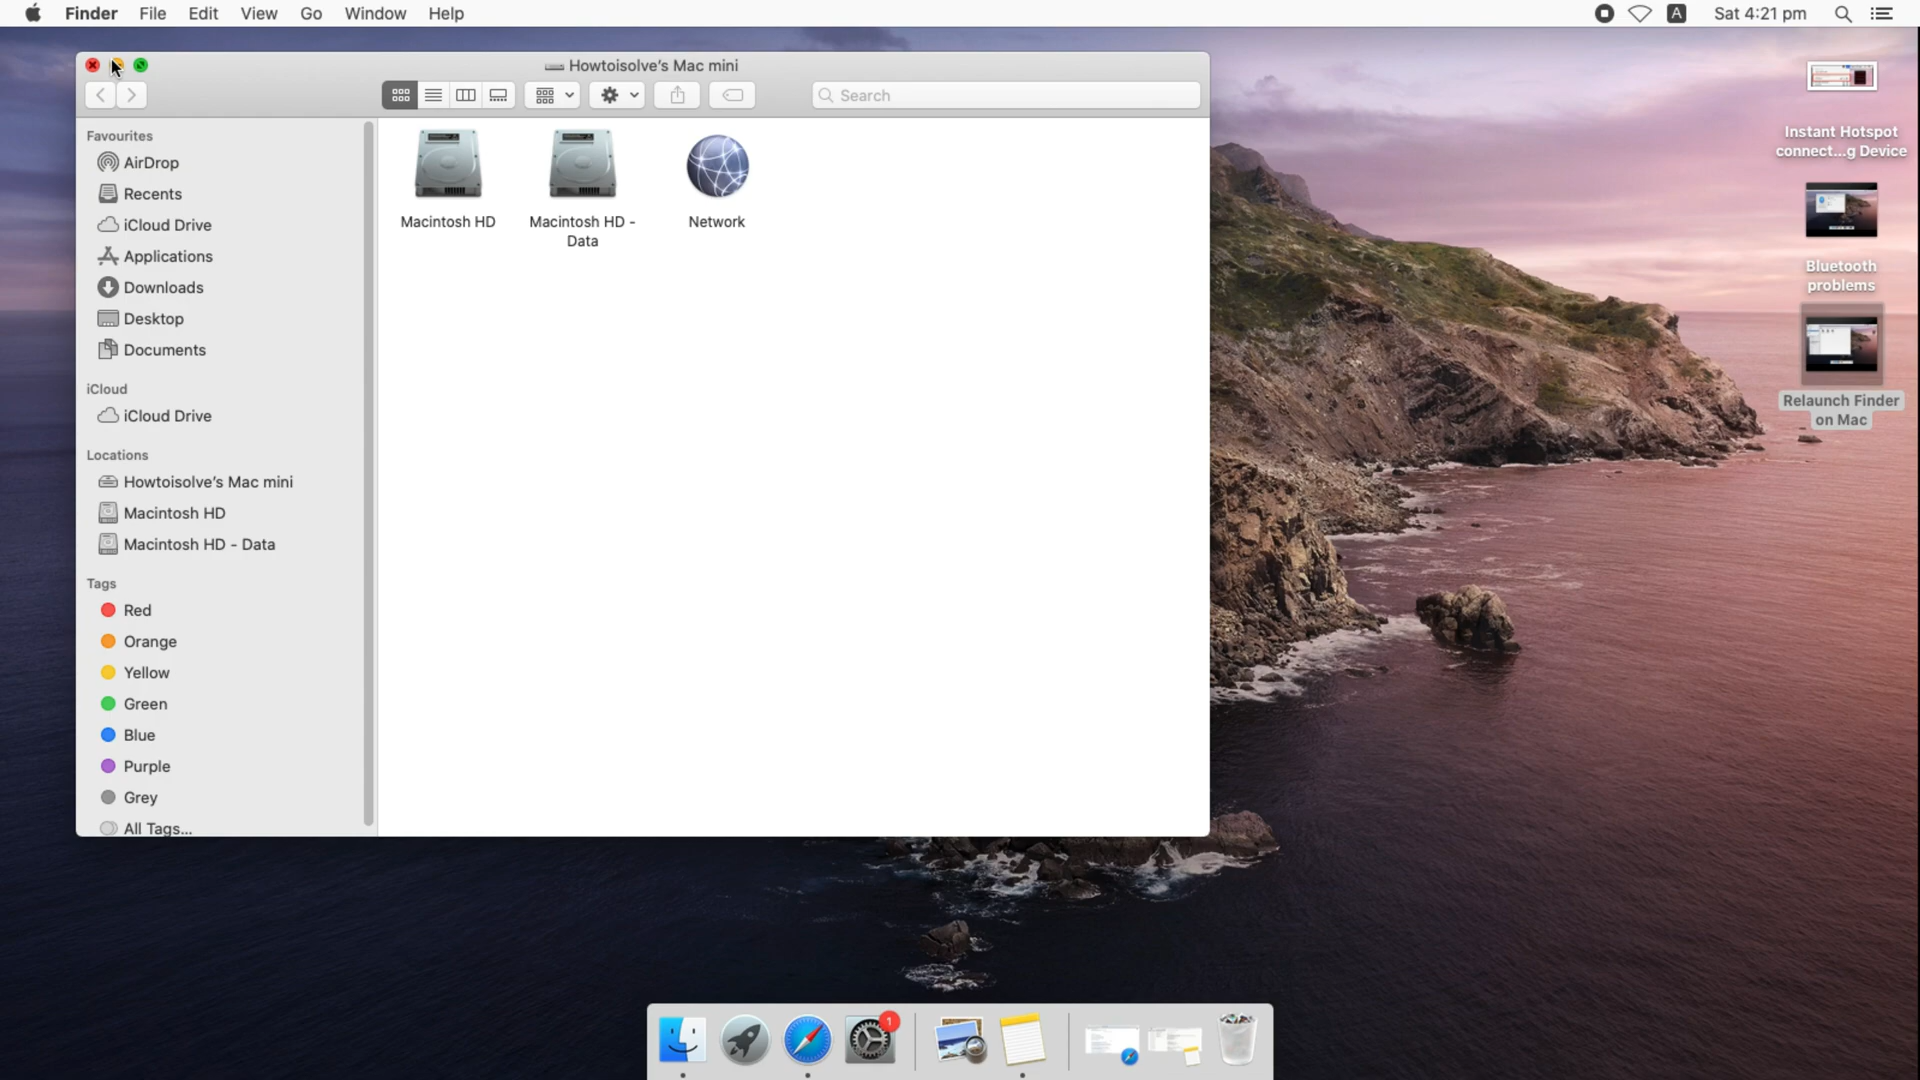 Finder File Edit View Go Window Help
A Sat 4:21 pm
Howtoisolve's Mac mini
Search
Favourites
AirDrop
Recents
iCloud Drive
Applications
Downloads
Desktop
Documents
iCloud
iCloud Drive
Locations
Howtoisolve's Mac mini
Macintosh HD
Macintosh HD - Data
Tags
Red
Orange
Yellow
Green
Blue
Purple
Grey
All Tags...
Macintosh HD
Macintosh HD -
Data
Network
Instant Hotspot
connect...g Device
Bluetooth
problems
Relaunch Finder
on Mac
1